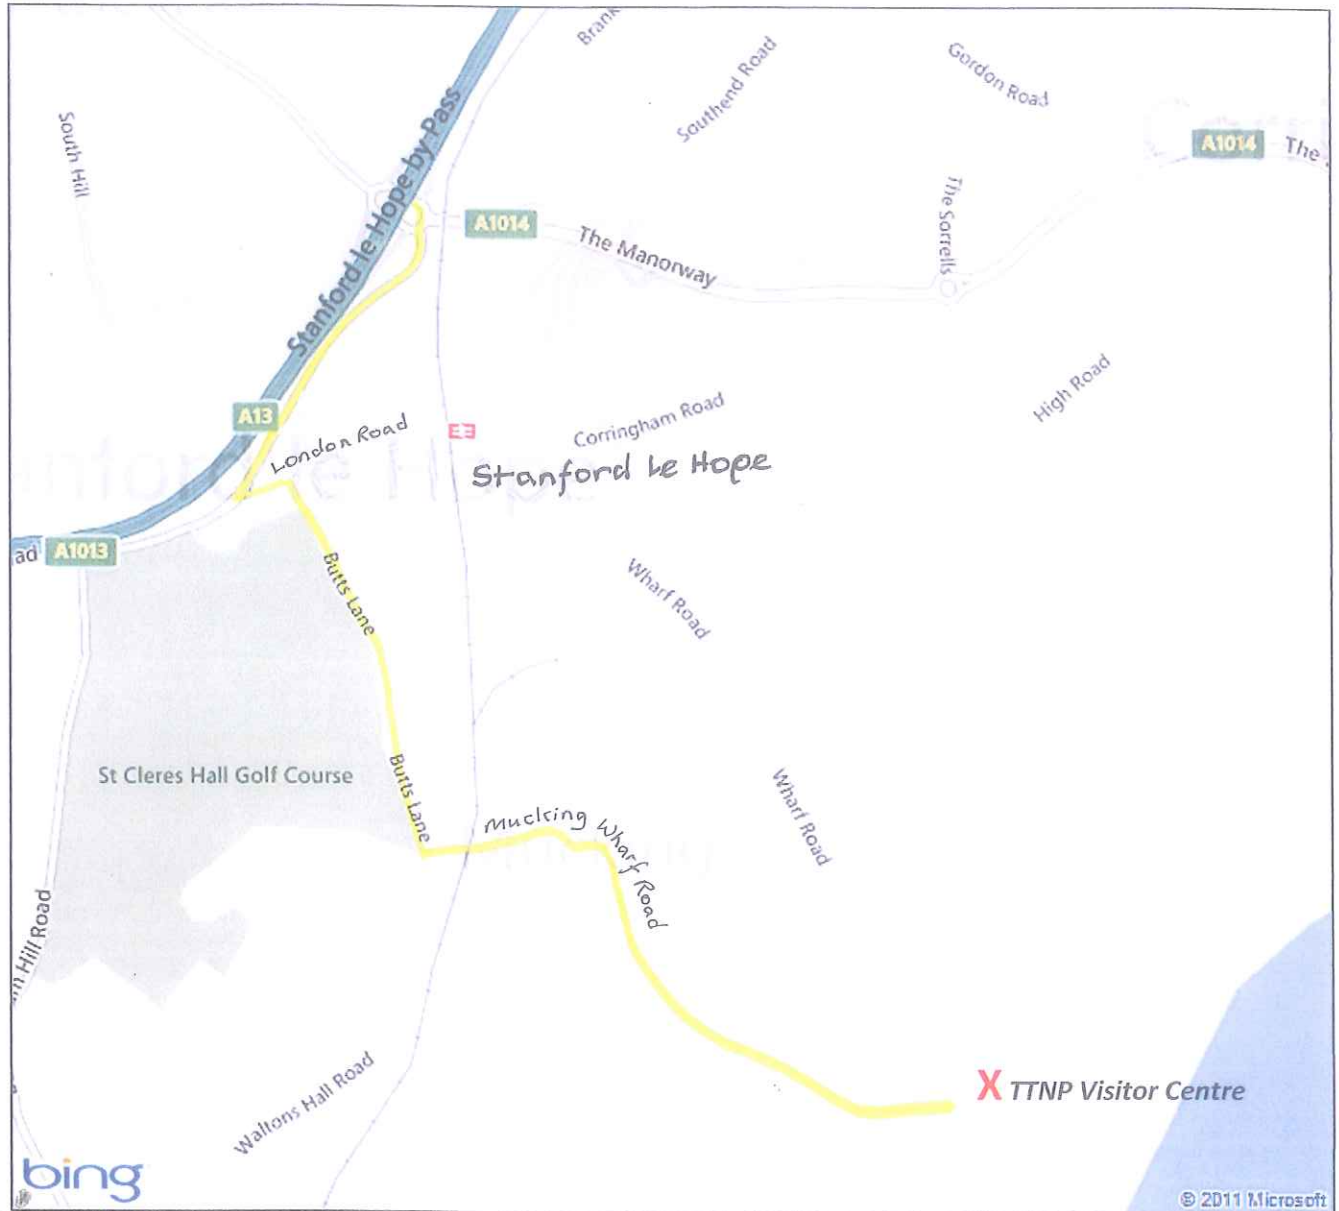 Southend Road
Gordon Road
South Hill
Stanford le Hope by Pass
A1014
The
A1014
The Manorway
The Sorrells
High Road
A13
London Road
Corringham Road
Stanford le Hope
A1013
Butts Lane
Wharf Road
St Cleres Hall Golf Course
Butts Lane
Mucking Wharf Road
Wharf Road
Hill Road
Waltons Hall Road
X TTNP Visitor Centre
bing
© 2011 Microsoft